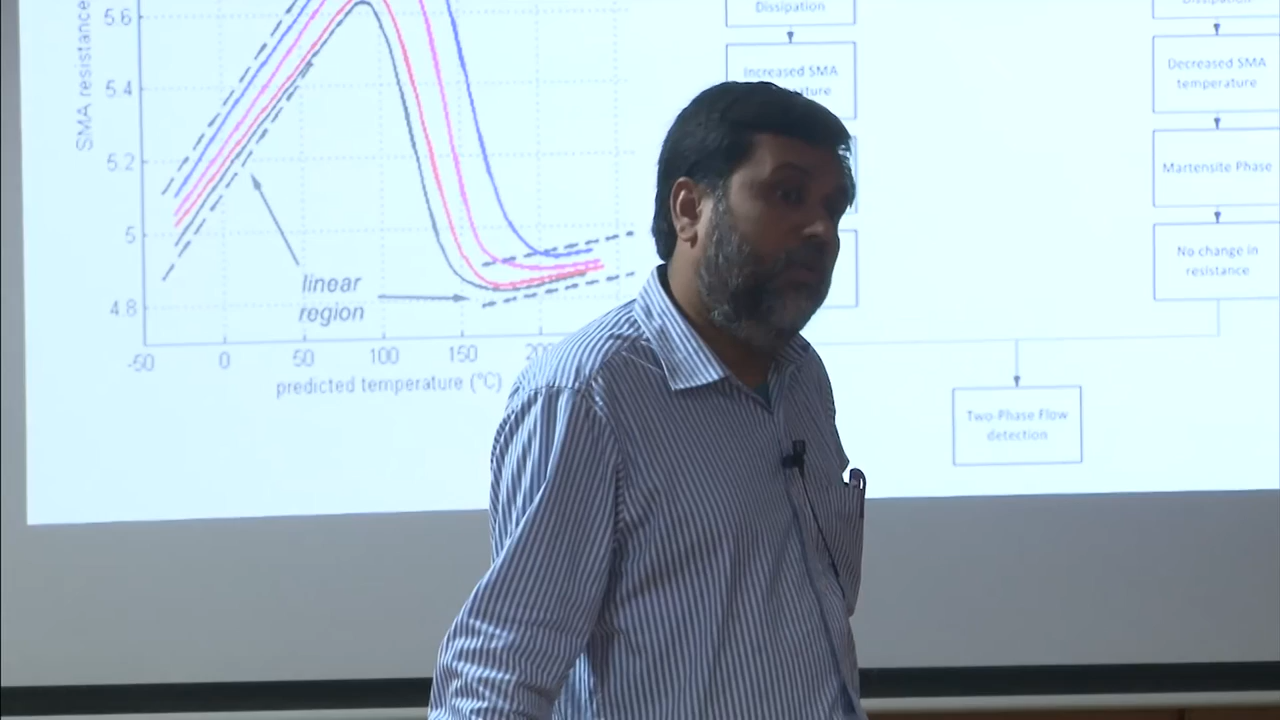 SMA resistance
5.6
5.4
5.2
5
4.8
-50
0
50
100
150
predicted temperature (°C)
linear
region
Dissipation
Increased SMA
Dissipation
Decreased SMA
temperature
Martensite Phase
No change in
resistance
Two-Phase Flow
detection